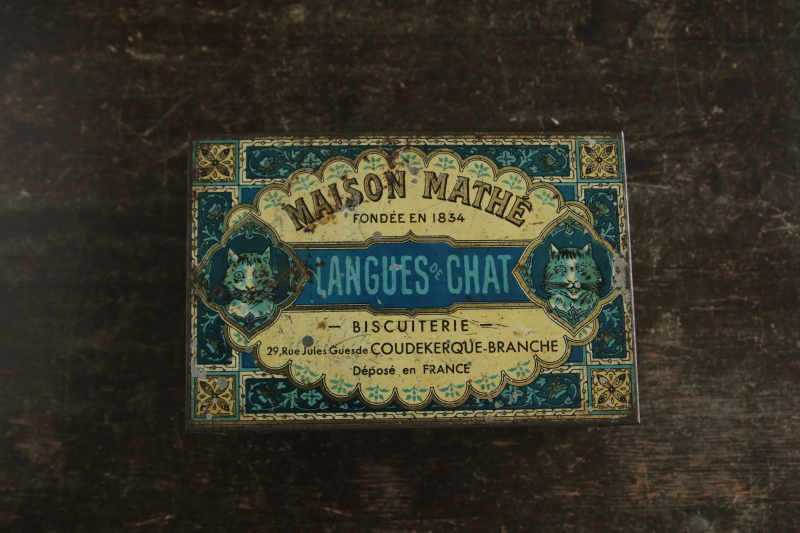 MAISON MATHÉ
FONDÉE EN 1834
LANGUES DE CHAT
– BISCUITERIE –
29, Rue Jules Guesde COUDEKERQUE-BRANCHE
Déposé en FRANCE